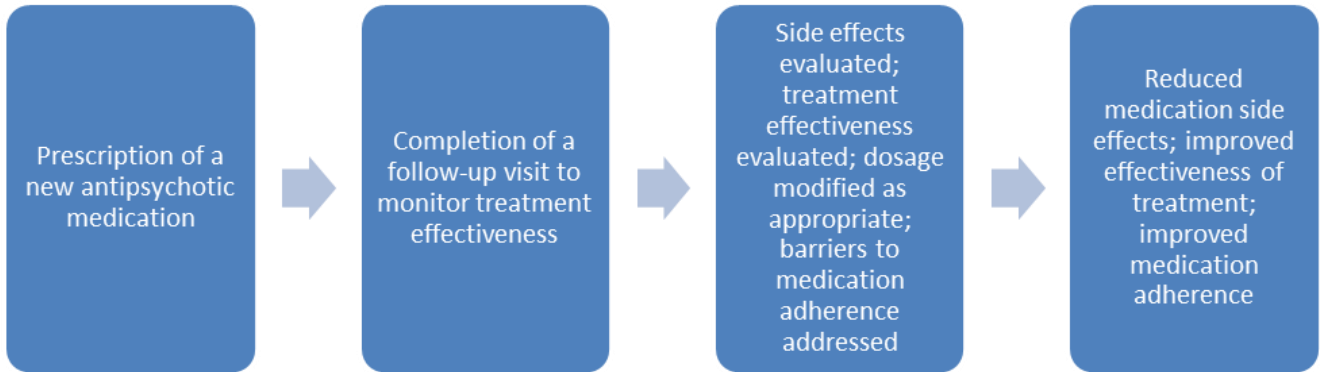 Prescription of a
new antipsychotic
medication
Completion of a
follow-up visit to
monitor treatment
effectiveness
Side effects
evaluated;
treatment
effectiveness
evaluated; dosage
modified as
appropriate;
barriers to
medication
adherence
addressed
Reduced
medication side
effects; improved
effectiveness of
treatment;
improved
medication
adherence